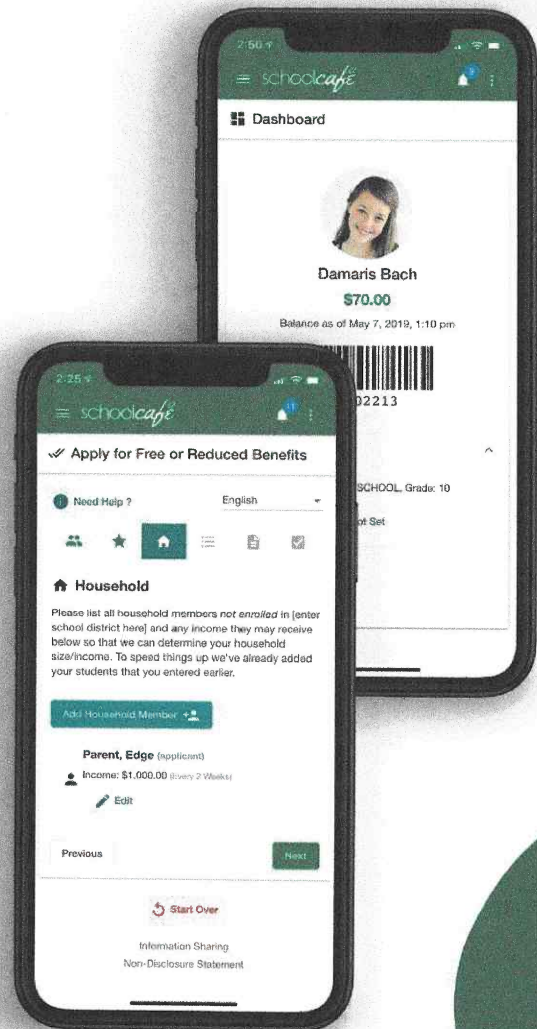 2:50
schoolcafé
9
Dashboard
Damaris Bach
$70.00
Balance as of May 7, 2019, 1:10 pm
02213
SCHOOL, Grade: 10
ot Set
2:25
schoolcafé
11
Apply for Free or Reduced Benefits
Need Help ?
English
Household
Please list all household members not enrolled in [enter
school district here] and any income they may receive
below so that we can determine your household
size/income. To speed things up we've already added
your students that you entered earlier.
Add Household Member
Parent, Edge (applicant)
Income: $1,000.00 (Every 2 Weeks)
Edit
Previous
Next
Start Over
Information Sharing
Non-Disclosure Statement